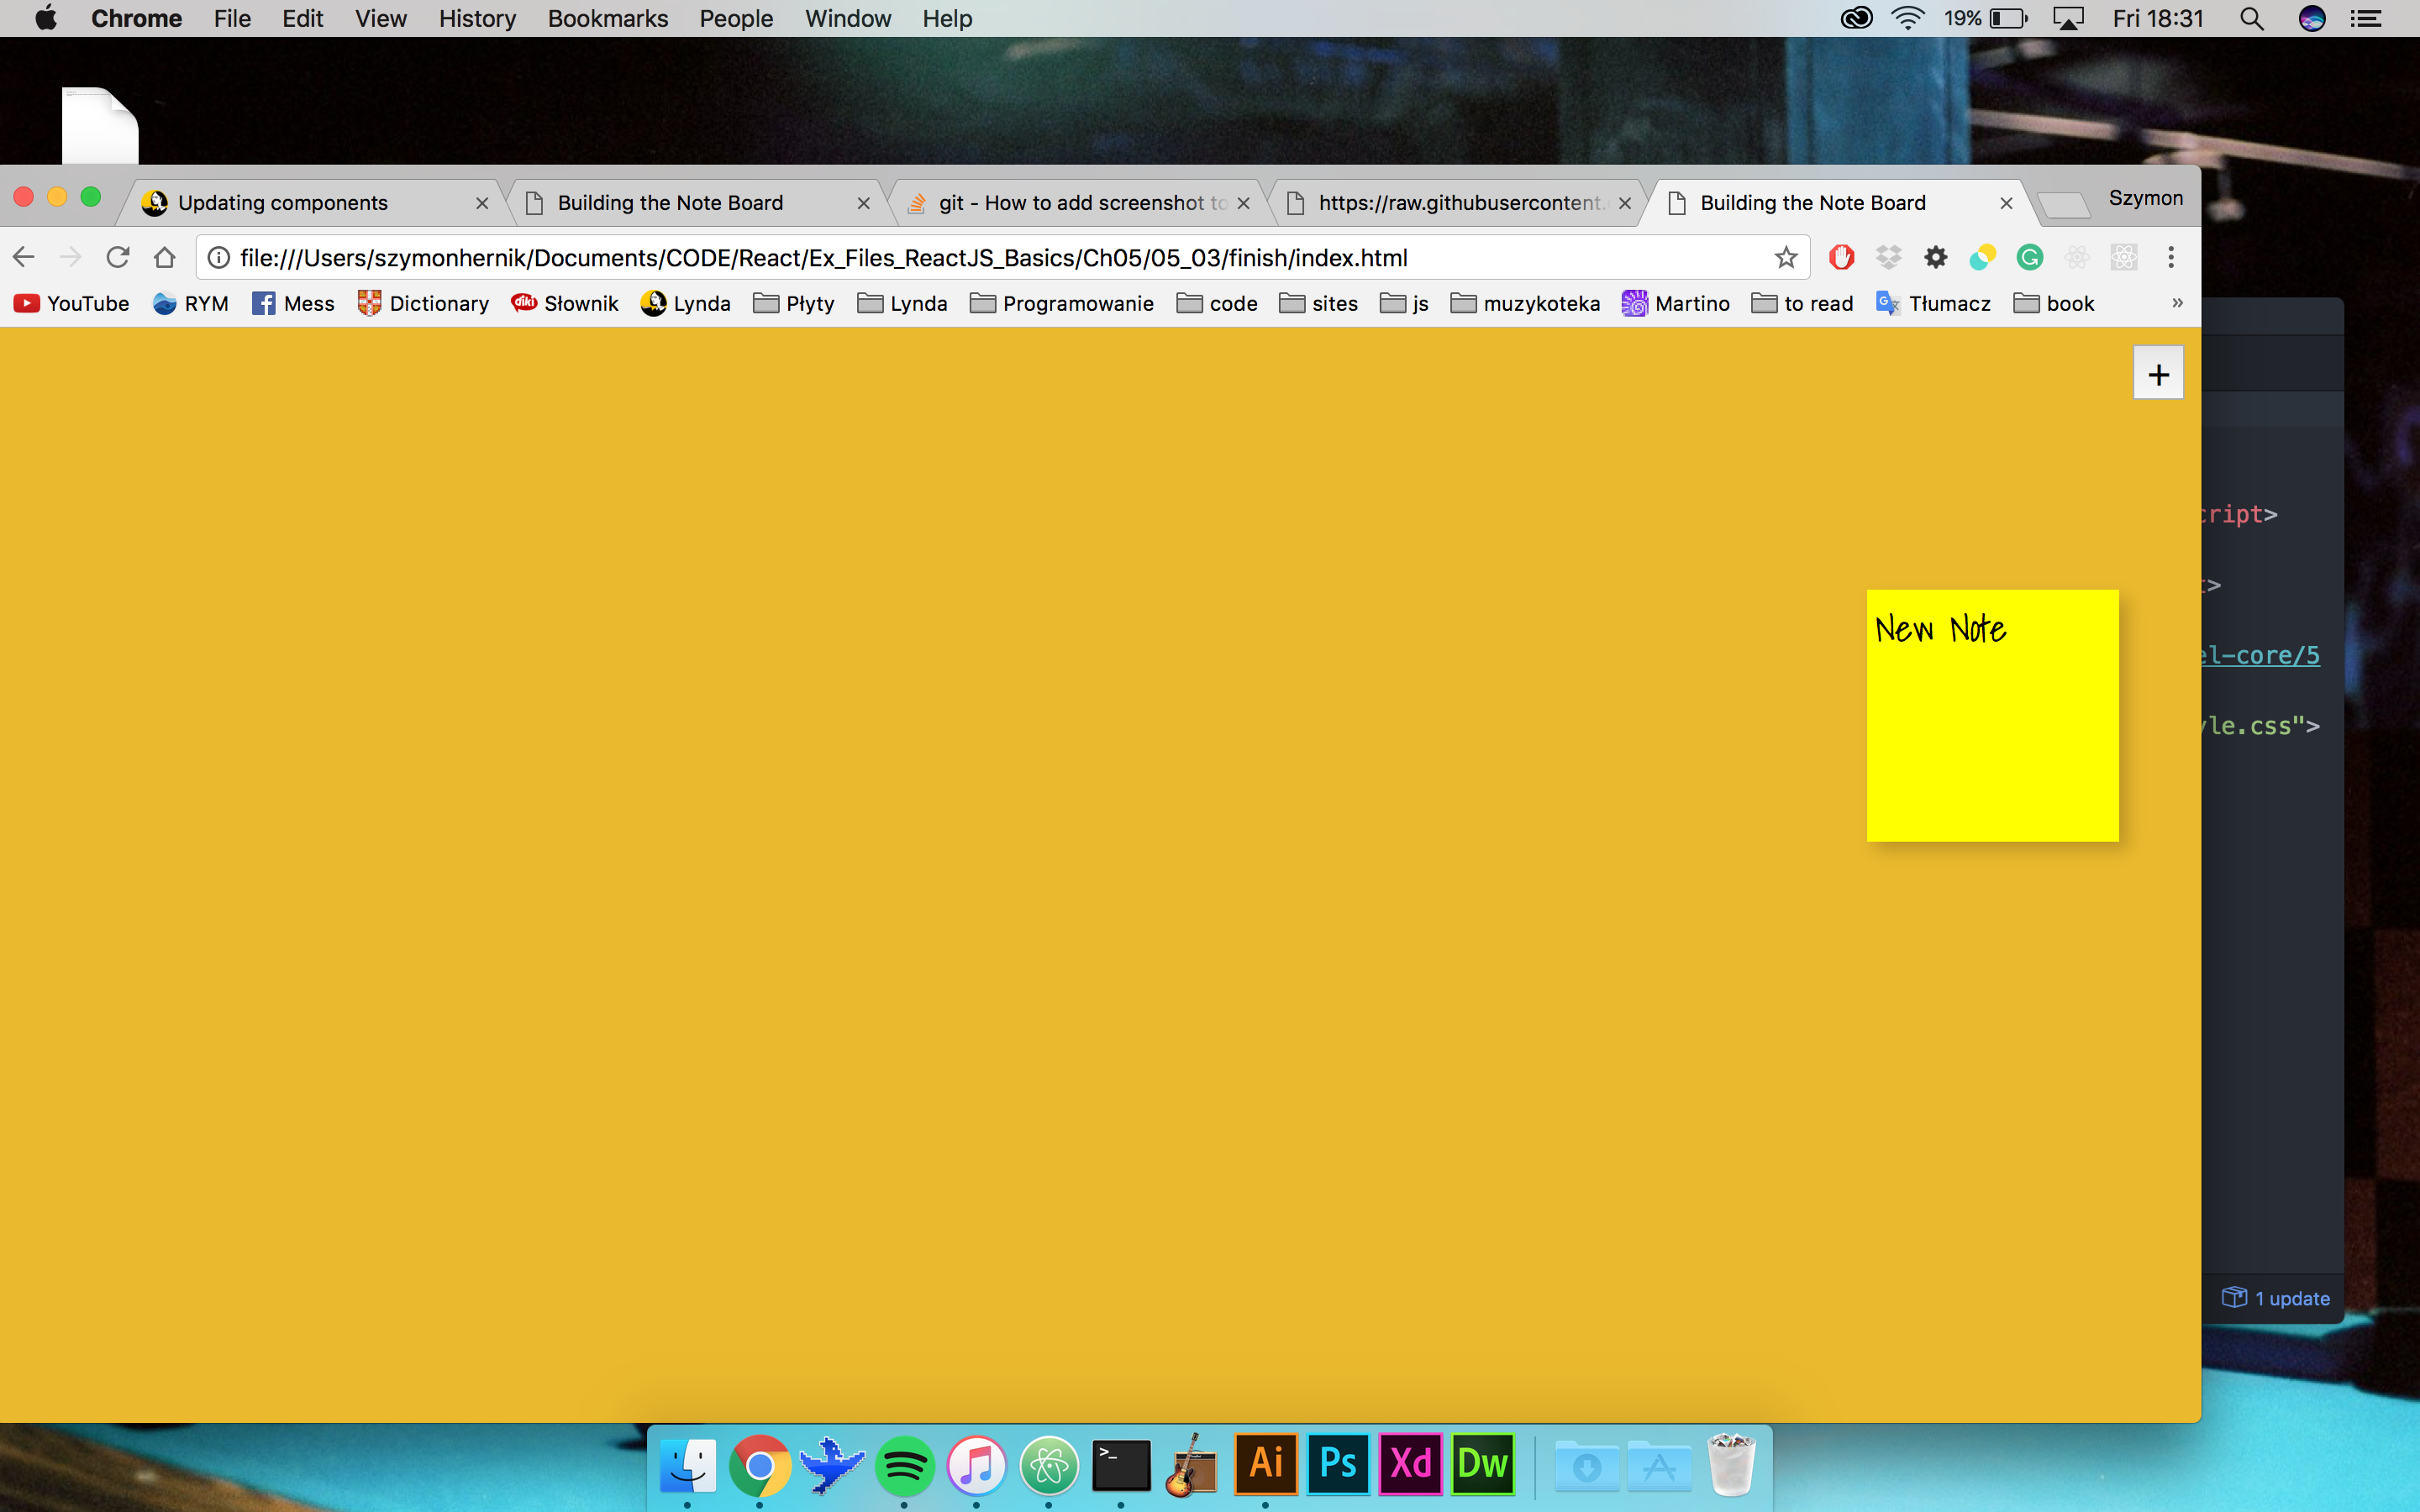 Chrome File Edit View History Bookmarks People Window Help 19% Fri 18:31
Updating components Building the Note Board git - How to add screenshot to https://raw.githubusercontent. Building the Note Board Szymon
file:///Users/szymonhernik/Documents/CODE/React/Ex_Files_ReactJS_Basics/Ch05/05_03/finish/index.html
YouTube RYM Mess Dictionary diki Słownik Lynda Płyty Lynda Programowanie code sites js muzykoteka Martino to read Tłumacz book »
+
cript>
t>
New Note
el-core/5
yle.css">
1 update
>_ Ai Ps Xd Dw